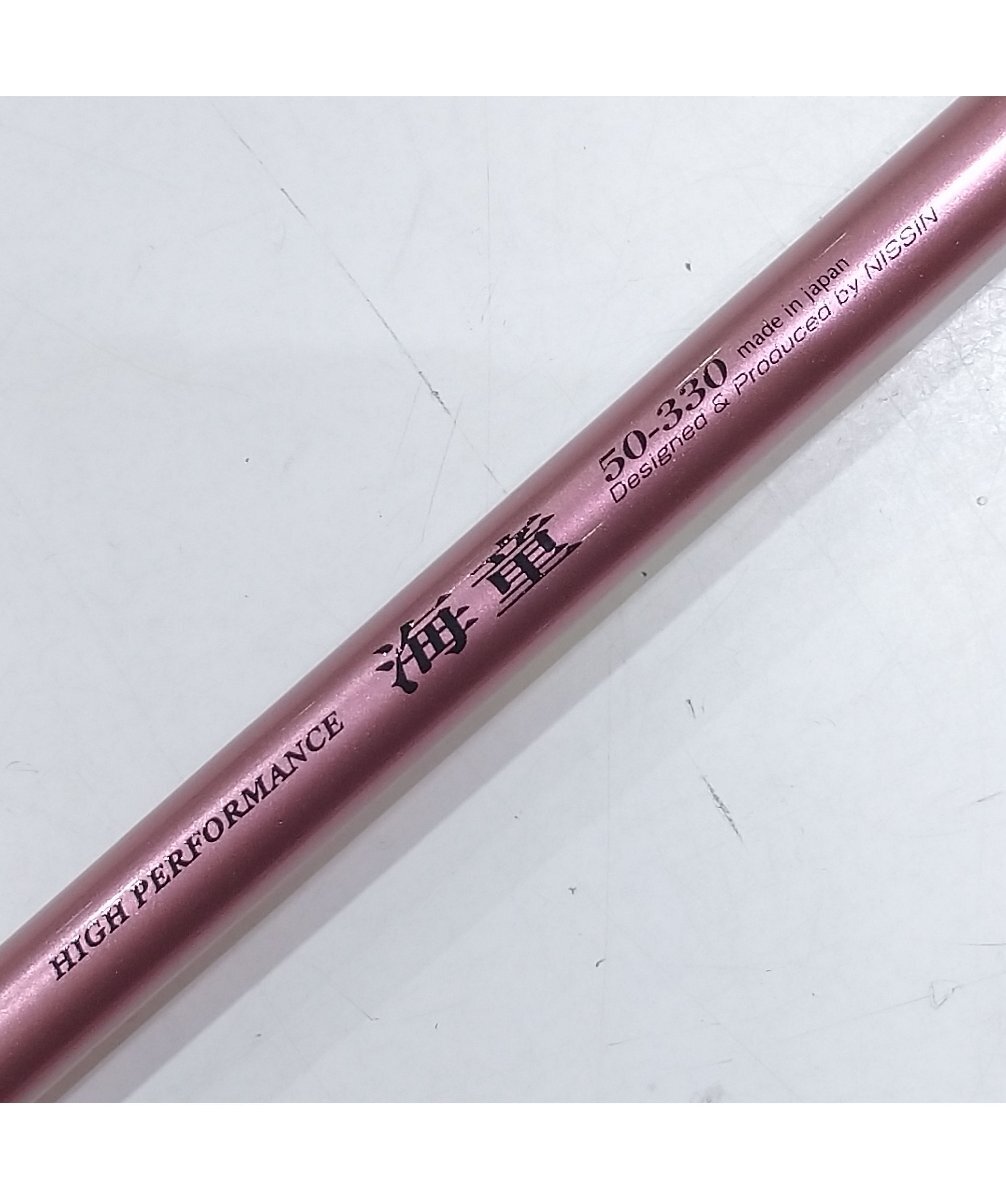 HIGH PERFORMANCE
海童
50-330 made in japan
Designed & Produced by NISSIN